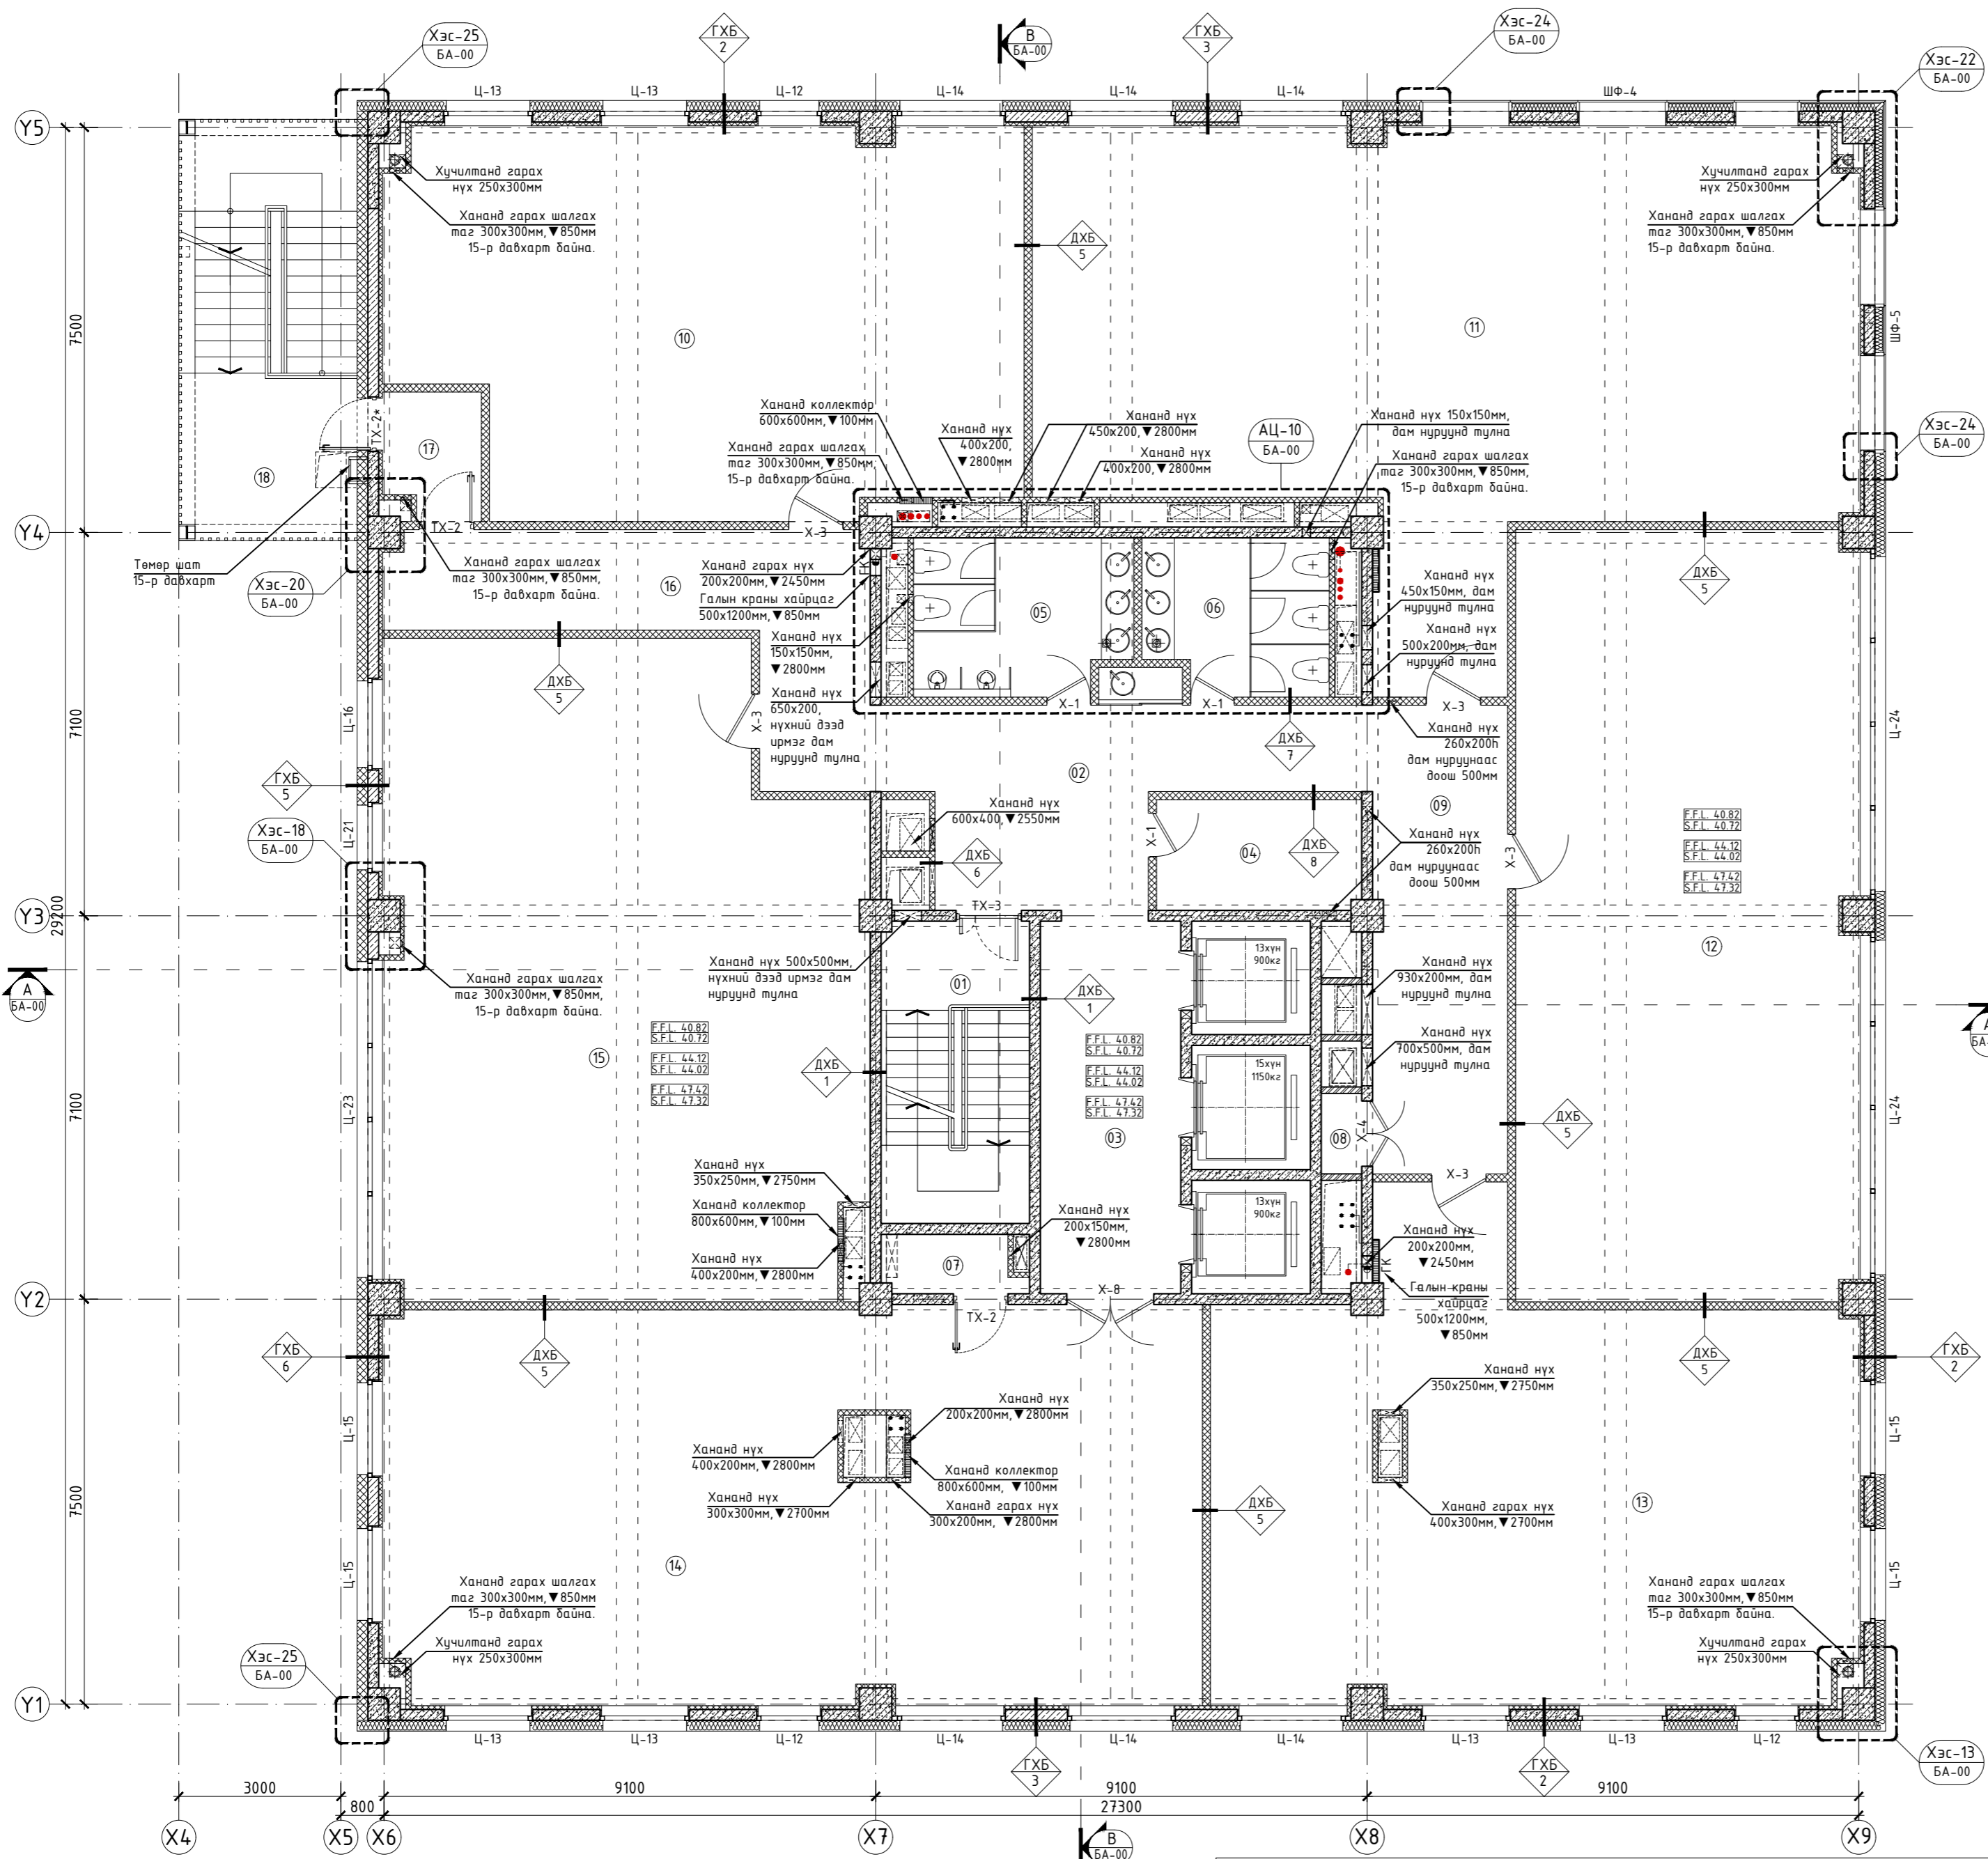 Хэс-25
БА-00
ГХБ
2
В
БА-00
ГХБ
3
Хэс-24
БА-00
Хэс-22
БА-00
Ц-13
Ц-13
Ц-12
Ц-14
Ц-14
Ц-14
ШФ-4
Y5
Хучилтанд гарах
нүх 250х300мм
Хананд гарах шалгах
таг 300х300мм,▼850мм
15-р давхарт байна.
ДХБ
5
Хучилтанд гарах
нүх 250х300мм
Хананд гарах шалгах
таг 300х300мм,▼850мм
15-р давхарт байна.
7500
10
11
ШФ-5
Хананд коллектор
600х600мм,▼100мм
Хананд гарах шалгах
таг 300х300мм,▼850мм,
15-р давхарт байна.
Хананд нүх
400х200,
▼2800мм
Хананд нүх
450х200,▼2800мм
Хананд нүх
400х200,▼2800мм
АЦ-10
БА-00
Хананд нүх 150х150мм,
дам нуруунд тулна
Хананд гарах шалгах
таг 300х300мм,▼850мм,
15-р давхарт байна.
Хэс-24
БА-00
ТХ-2*
17
18
Y4
ТХ-2
Х-3
Төмөр шат
15-р давхарт
Хэс-20
БА-00
Хананд гарах шалгах
таг 300х300мм,▼850мм,
15-р давхарт байна.
16
Хананд гарах нүх
200х200мм,▼2450мм
Галын краны хайрцаг
500х1200мм,▼850мм
Хананд нүх
150х150мм,
▼2800мм
Хананд нүх
650х200,
нүхний дээд
ирмэг дам
нуруунд тулна
05
06
Хананд нүх
450х150мм, дам
нуруунд тулна
Хананд нүх
500х200мм, дам
нуруунд тулна
ДХБ
5
ДХБ
5
Х-3
Х-1
Х-1
Х-3
7100
Ц-16
Ц-24
Хананд нүх
260х200h
дам нуруунаас
доош 500мм
ДХБ
7
02
09
ГХБ
5
Хэс-18
БА-00
Ц-21
Хананд нүх
600х400,▼2550мм
ДХБ
6
Х-1
04
ДХБ
8
Хананд нүх
260х200h
дам нуруунаас
доош 500мм
Х-3
F.F.L. 40.82
S.F.L. 40.72
F.F.L. 44.12
S.F.L. 44.02
F.F.L. 47.42
S.F.L. 47.32
Y3
29200
ТХ-3
12
А
БА-00
Хананд гарах шалгах
таг 300х300мм,▼850мм,
15-р давхарт байна.
Хананд нүх 500х500мм,
нүхний дээд ирмэг дам
нуруунд тулна
01
ДХБ
1
13хүн
900кг
Хананд нүх
930х200мм, дам
нуруунд тулна
F.F.L. 40.82
S.F.L. 40.72
F.F.L. 44.12
S.F.L. 44.02
F.F.L. 47.42
S.F.L. 47.32
15
ДХБ
1
F.F.L. 40.82
S.F.L. 40.72
F.F.L. 44.12
S.F.L. 44.02
F.F.L. 47.42
S.F.L. 47.32
15хүн
1150кг
Хананд нүх
700х500мм, дам
нуруунд тулна
7100
Ц-23
03
08
Х-4
ДХБ
5
Ц-24
Хананд нүх
350х250мм,▼2750мм
Хананд коллектор
800х600мм,▼100мм
Хананд нүх
400х200мм,▼2800мм
Хананд нүх
200х150мм,
▼2800мм
13хүн
900кг
Х-3
Хананд нүх
200х200мм,
▼2450мм
ГК
Галын краны
хайрцаг
500х1200мм,
▼850мм
07
Y2
ТХ-2
Х-8
ГХБ
6
ДХБ
5
ДХБ
5
ГХБ
2
Хананд нүх
200х200мм,▼2800мм
Хананд нүх
350х250мм,▼2750мм
Ц-15
Ц-15
Хананд нүх
400х200мм,▼2800мм
Хананд коллектор
800х600мм, ▼100мм
Хананд нүх
300х300мм,▼2700мм
Хананд гарах нүх
300х200мм, ▼2800мм
ДХБ
5
Хананд гарах нүх
400х300мм,▼2700мм
13
7500
14
Ц-15
Ц-15
Хананд гарах шалгах
таг 300х300мм,▼850мм
15-р давхарт байна.
Хучилтанд гарах
нүх 250х300мм
Хананд гарах шалгах
таг 300х300мм,▼850мм
15-р давхарт байна.
Хучилтанд гарах
нүх 250х300мм
Хэс-25
БА-00
Y1
Ц-13
Ц-13
Ц-12
Ц-14
Ц-14
Ц-14
Ц-13
Ц-13
Ц-12
ГХБ
3
ГХБ
2
Хэс-13
БА-00
3000
9100
9100
9100
800
27300
X4
X5
X6
X7
В
БА-00
X8
X9